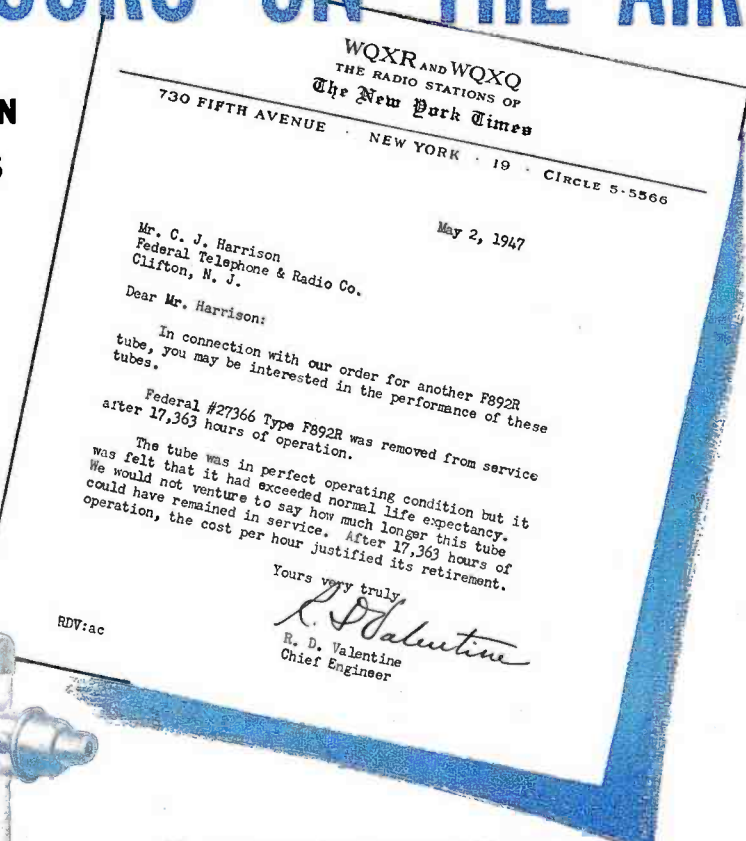 ON THE AIR
N
S
WQXR AND WQXQ
THE RADIO STATIONS OF
The New York Times
730 FIFTH AVENUE · NEW YORK · 19 · CIRCLE 5-5566
May 2, 1947
Mr. C. J. Harrison
Federal Telephone & Radio Co.
Clifton, N. J.
Dear Mr. Harrison:
In connection with our order for another F892R
tube, you may be interested in the performance of these
tubes.
Federal #27366 Type F892R was removed from service
after 17,363 hours of operation.
The tube was in perfect operating condition but it
was felt that it had exceeded normal life expectancy.
We would not venture to say how much longer this tube
could have remained in service. After 17,363 hours of
operation, the cost per hour justified its retirement.
Yours very truly
R. D. Valentine
R. D. Valentine
Chief Engineer
RDV:ac